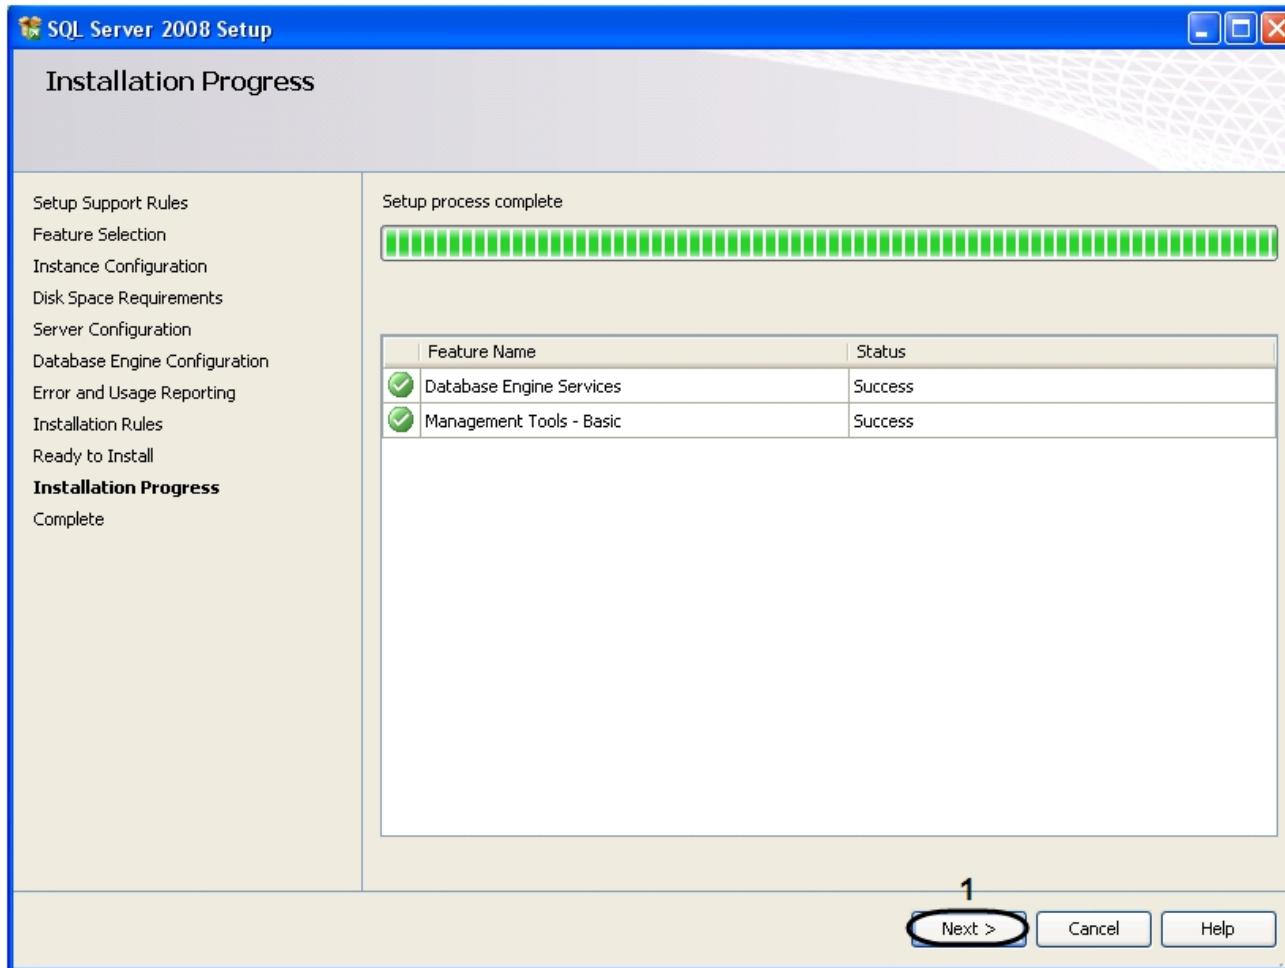 SQL Server 2008 Setup
Installation Progress
Setup Support Rules
Feature Selection
Instance Configuration
Disk Space Requirements
Server Configuration
Database Engine Configuration
Error and Usage Reporting
Installation Rules
Ready to Install
Installation Progress
Complete
Setup process complete
Feature Name Status
Database Engine Services Success
Management Tools - Basic Success
1
Next > Cancel Help